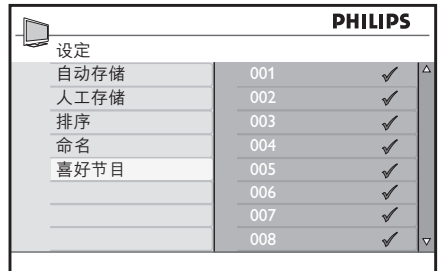 PHILIPS
设定
自动存储 001 ✓
人工存储 002 ✓
排序 003 ✓
命名 004 ✓
喜好节目 005 ✓
006 ✓
007 ✓
008 ✓